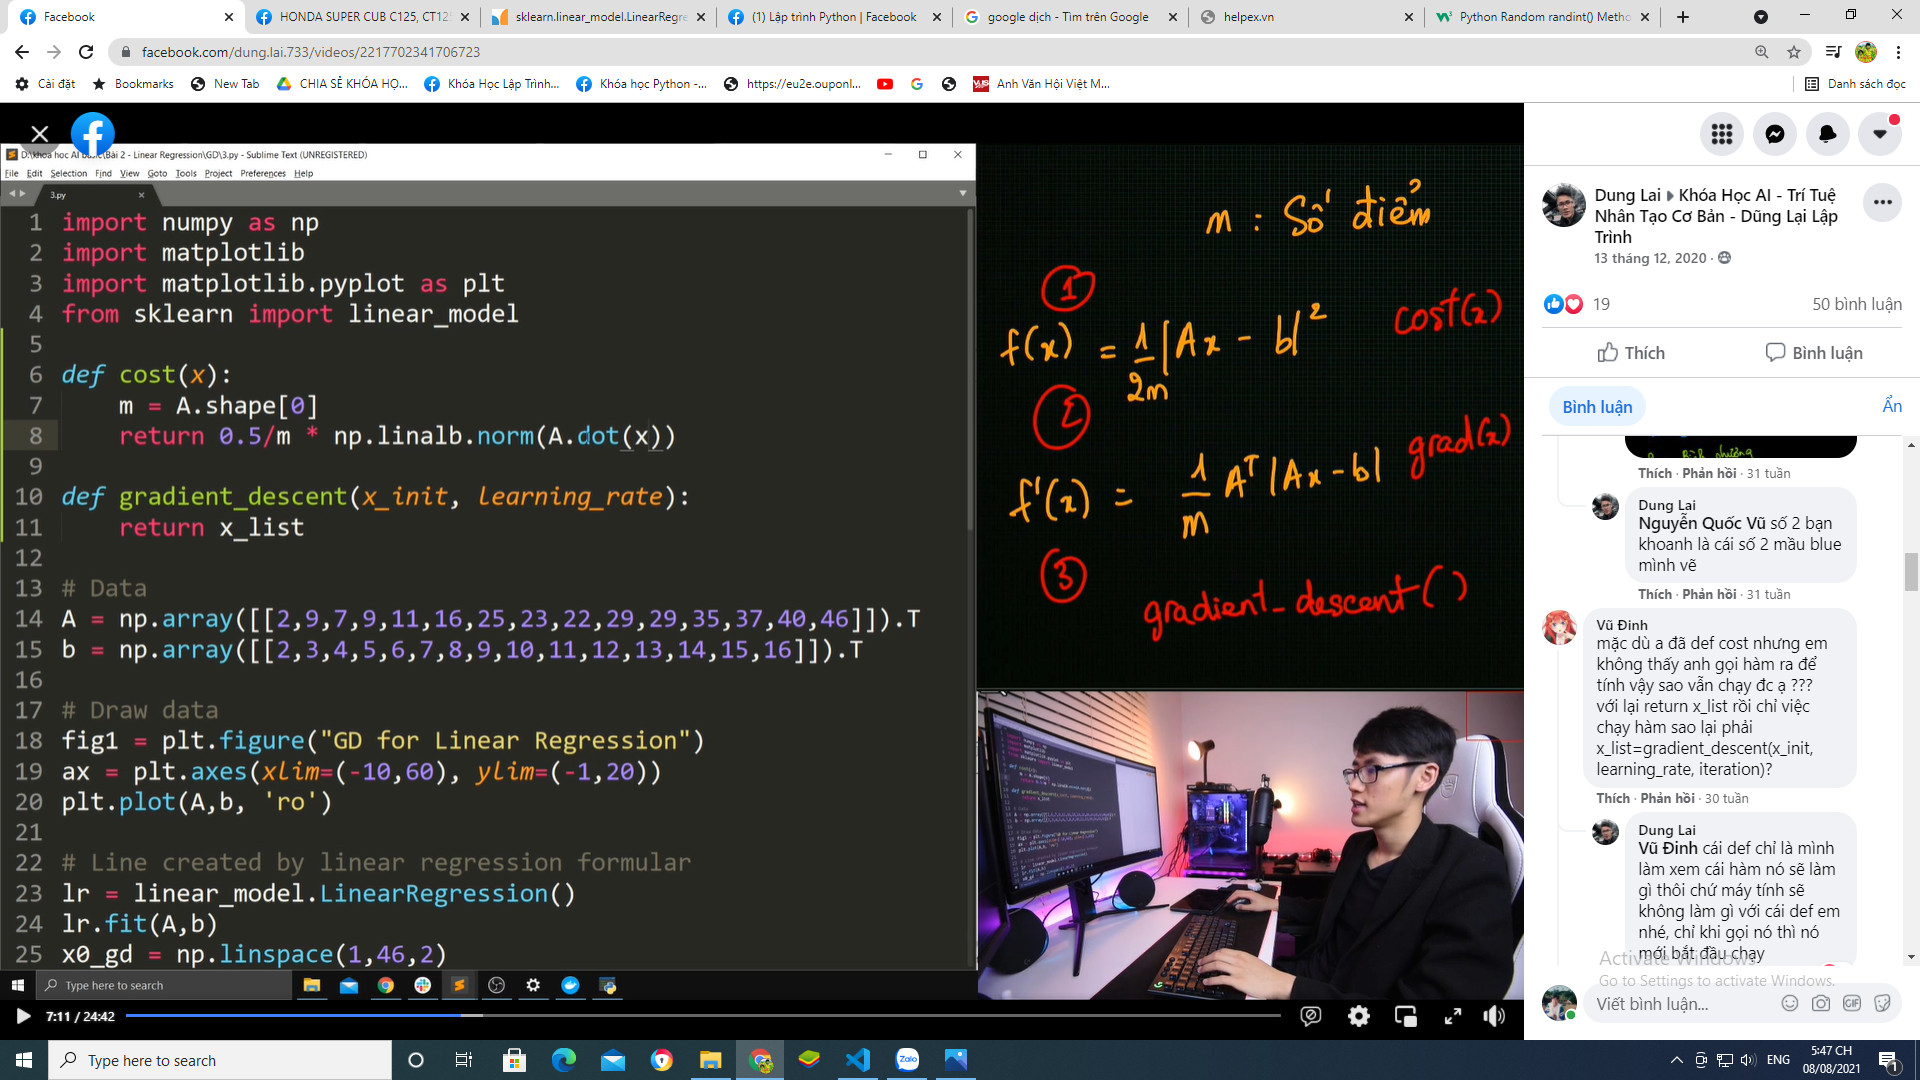 Facebook
HONDA SUPER CUB C125, CT125
sklearn.linear_model.LinearRegre
(1) Lập trình Python | Facebook
google dịch - Tìm trên Google
helpex.vn
Python Random randint() Metho
facebook.com/dung.lai.733/videos/2217702341706723
Cài đặt
Bookmarks
New Tab
CHIA SẺ KHÓA HỌ...
Khóa Học Lập Trình...
Khóa học Python -...
https://eu2e.ouponl...
Anh Văn Hội Việt M...
Danh sách đọc
D:\khoa hoc AI basic\Bài 2 - Linear Regression\GD\3.py - Sublime Text (UNREGISTERED)
File Edit Selection Find View Goto Tools Project Preferences Help
3.py
1 import numpy as np
2 import matplotlib
3 import matplotlib.pyplot as plt
4 from sklearn import linear_model
5
6 def cost(x):
7 m = A.shape[0]
8 return 0.5/m * np.linalb.norm(A.dot(x))
9
10 def gradient_descent(x_init, learning_rate):
11 return x_list
12
13 # Data
14 A = np.array([[2,9,7,9,11,16,25,23,22,29,29,35,37,40,46]]).T
15 b = np.array([[2,3,4,5,6,7,8,9,10,11,12,13,14,15,16]]).T
16
17 # Draw data
18 fig1 = plt.figure("GD for Linear Regression")
19 ax = plt.axes(xlim=(-10,60), ylim=(-1,20))
20 plt.plot(A,b, 'ro')
21
22 # Line created by linear regression formular
23 lr = linear_model.LinearRegression()
24 lr.fit(A,b)
25 x0_gd = np.linspace(1,46,2)
Type here to search
7:11 / 24:42
m : Số điểm
1
f(x) = 1/2m |Ax - b|² cost(x)
2
f'(x) = 1/m Aᵀ|Ax - b| grad(x)
3
gradient_descent()
Dung Lai ▸ Khóa Học AI - Trí Tuệ
Nhân Tạo Cơ Bản - Dũng Lại Lập
Trình
13 tháng 12, 2020 ·
19
50 bình luận
Thích
Bình luận
Bình luận
Ẩn
Thích · Phản hồi · 31 tuần
Dung Lai
Nguyễn Quốc Vũ số 2 bạn
khoanh là cái số 2 mầu blue
mình vẽ
Thích · Phản hồi · 31 tuần
Vũ Đinh
mặc dù a đã def cost nhưng em
không thấy anh gọi hàm ra để
tính vậy sao vẫn chạy đc ạ ???
với lại return x_list rồi chỉ việc
chạy hàm sao lại phải
x_list=gradient_descent(x_init,
learning_rate, iteration)?
Thích · Phản hồi · 30 tuần
Dung Lai
Vũ Đinh cái def chỉ là mình
làm xem cái hàm nó sẽ làm
gì thôi chứ máy tính sẽ
không làm gì với cái def em
nhé, chỉ khi gọi nó thì nó
mới bắt đầu chạy
Activate Windows
Go to Settings to activate Windows.
Viết bình luận...
GIF
Type here to search
Zalo
ENG
5:47 CH
08/08/2021
1